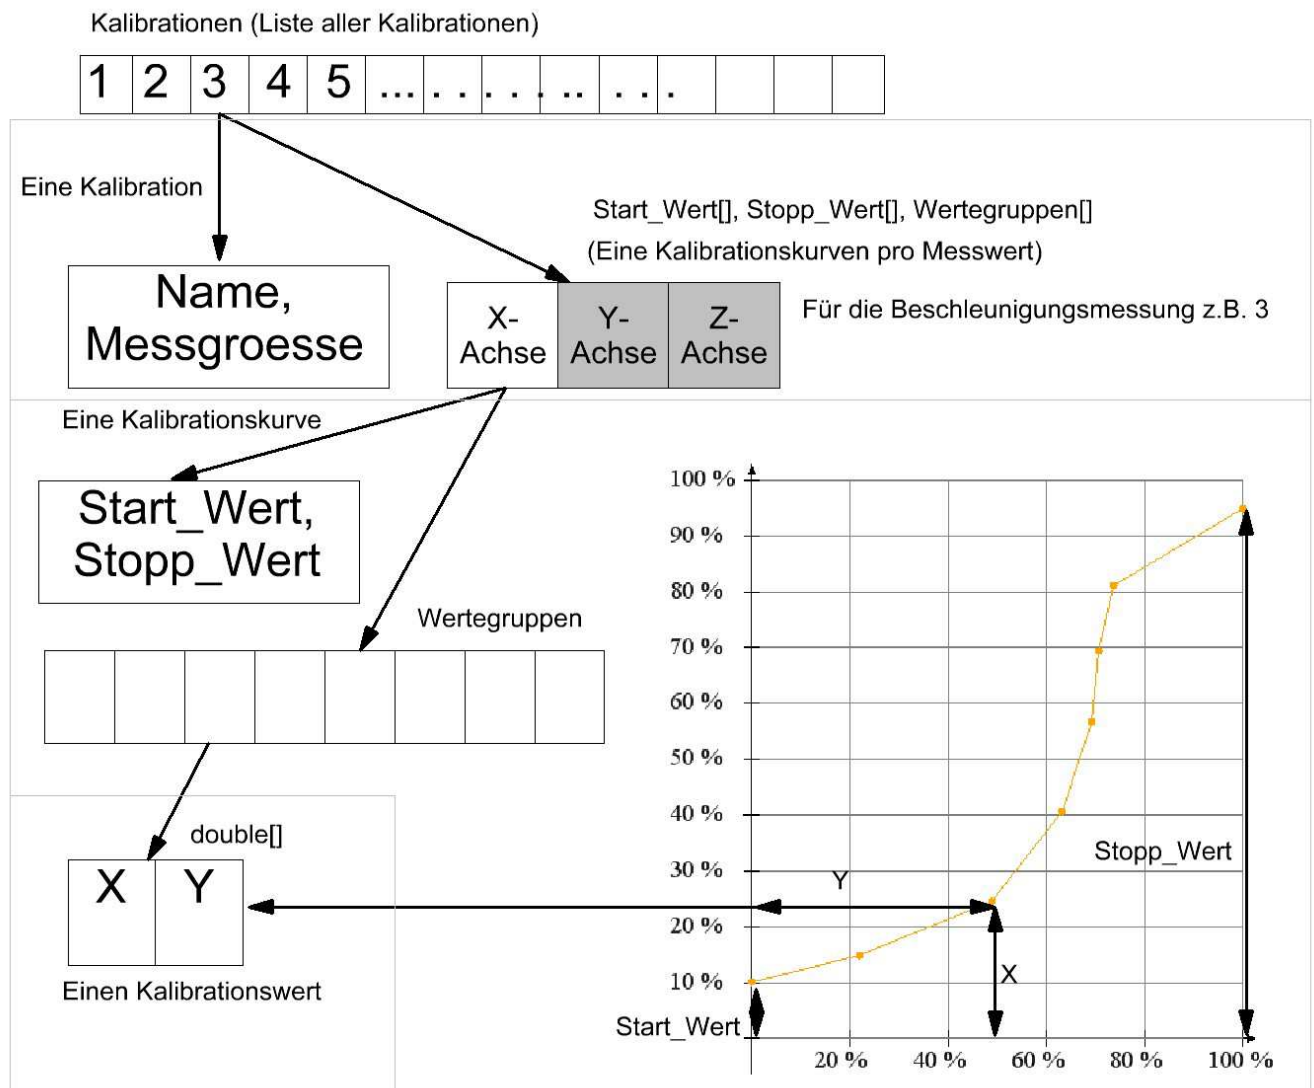 Kalibrationen (Liste aller Kalibrationen)
1 2 3 4 5 ... . . . . . .. . . .
Eine Kalibration
Start_Wert[], Stopp_Wert[], Wertegruppen[]
(Eine Kalibrationskurven pro Messwert)
Name,
Messgroesse
X-
Achse
Y-
Achse
Z-
Achse
Für die Beschleunigungsmessung z.B. 3
Eine Kalibrationskurve
Start_Wert,
Stopp_Wert
Wertegruppen
double[]
X Y
Einen Kalibrationswert
100 %
90 %
80 %
70 %
60 %
50 %
40 %
30 %
20 %
10 %
Stopp_Wert
Y
X
Start_Wert
20 % 40 % 60 % 80 % 100 %